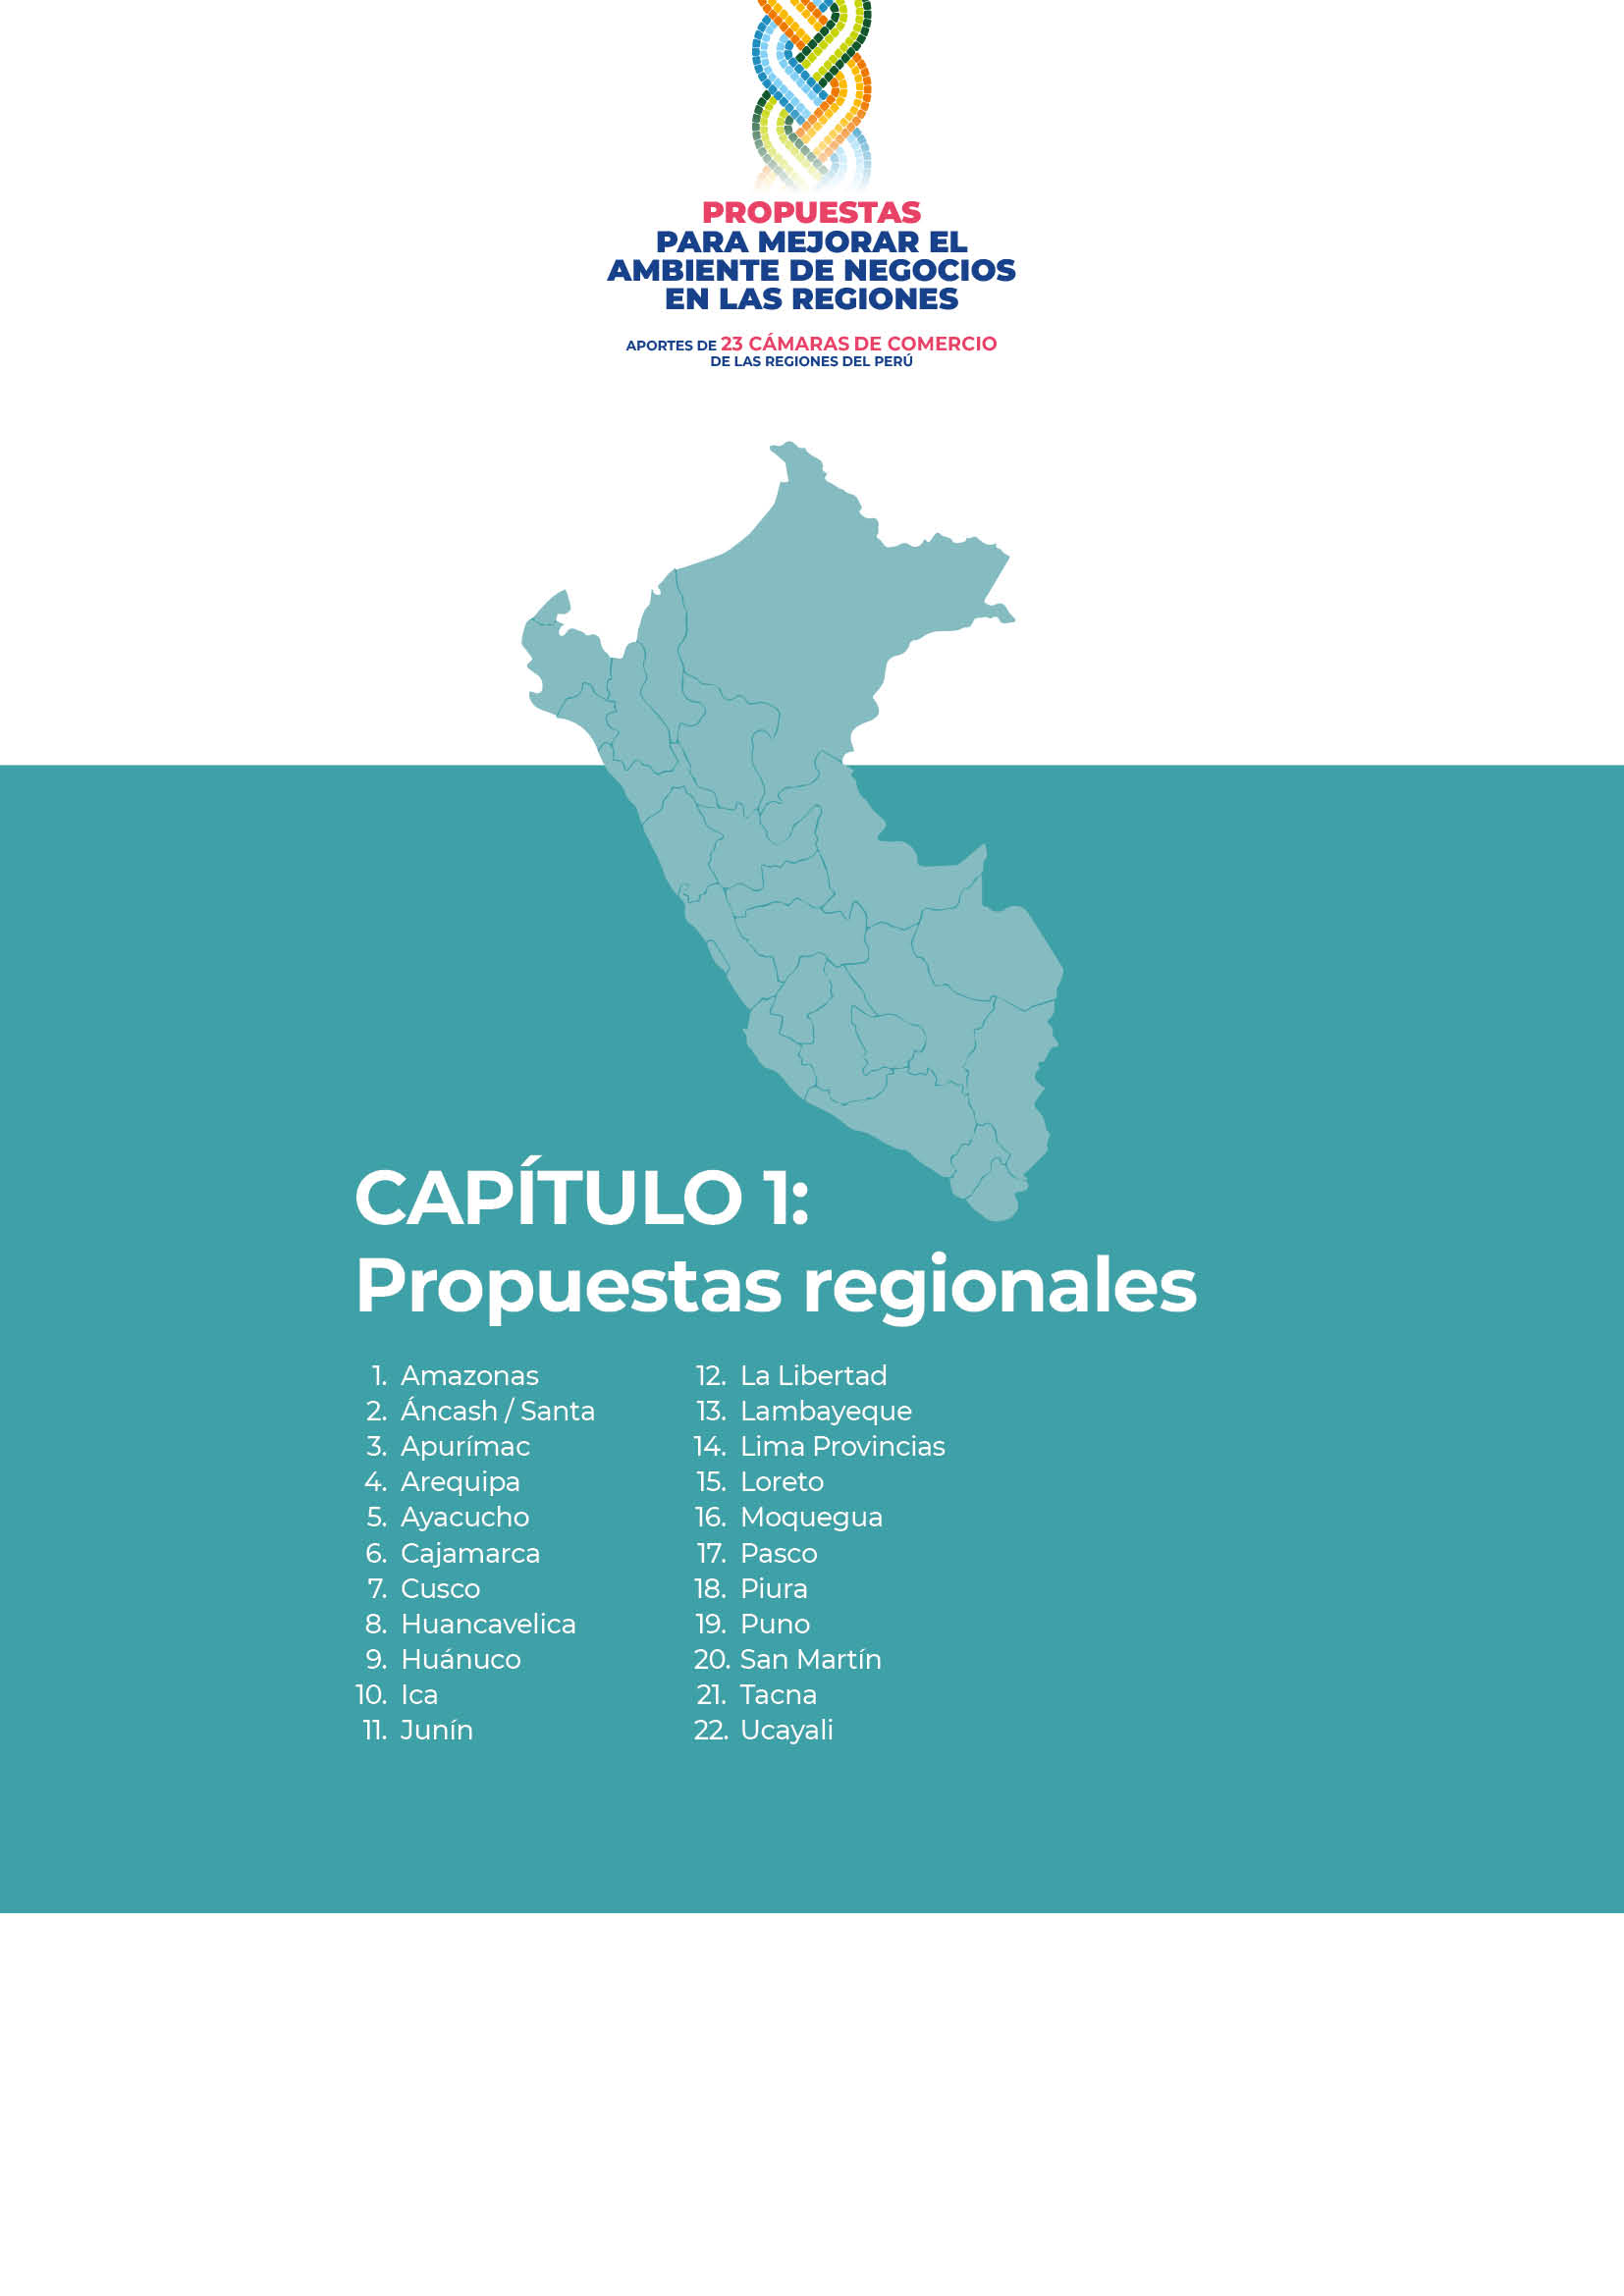 PROPUESTAS
PARA MEJORAR EL
AMBIENTE DE NEGOCIOS
EN LAS REGIONES
APORTES DE 23 CÁMARAS DE COMERCIO
DE LAS REGIONES DEL PERÚ
CAPÍTULO 1:
Propuestas regionales
1. Amazonas
2. Áncash / Santa
3. Apurímac
4. Arequipa
5. Ayacucho
6. Cajamarca
7. Cusco
8. Huancavelica
9. Huánuco
10. Ica
11. Junín
12. La Libertad
13. Lambayeque
14. Lima Provincias
15. Loreto
16. Moquegua
17. Pasco
18. Piura
19. Puno
20. San Martín
21. Tacna
22. Ucayali